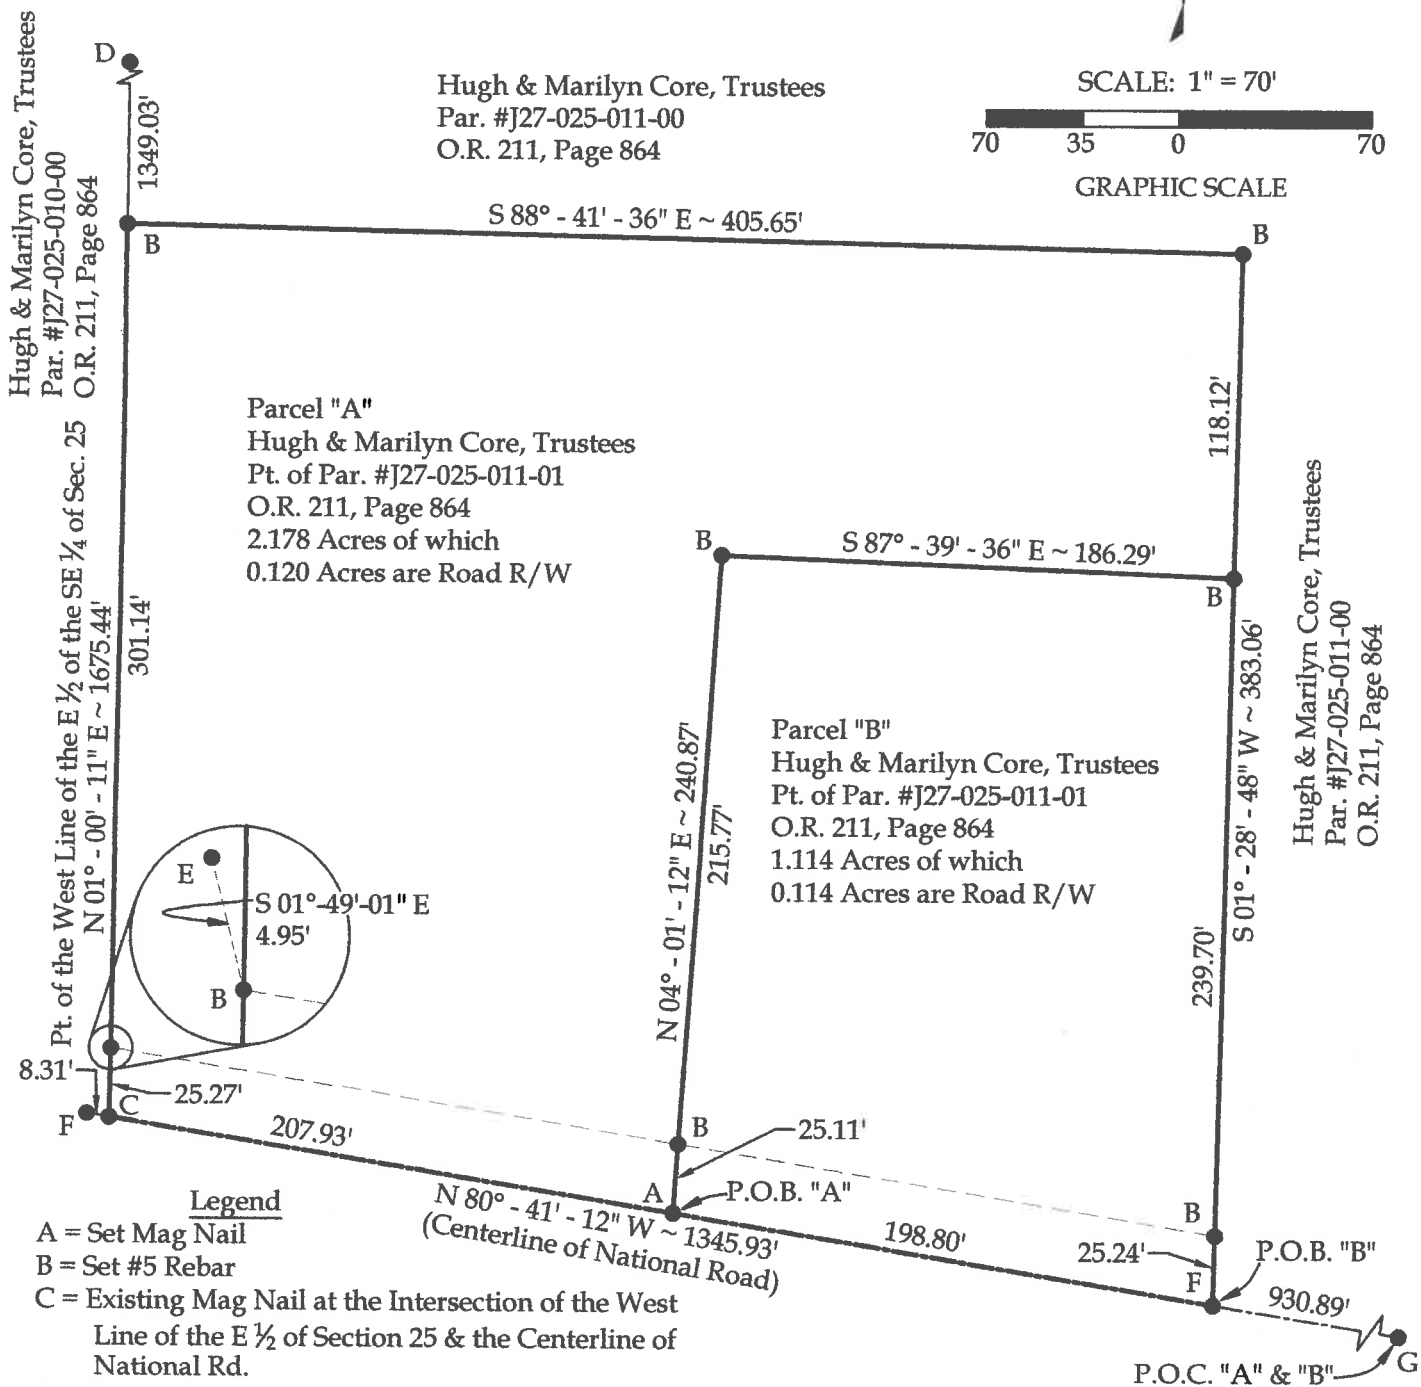 D
Hugh & Marilyn Core, Trustees
Par. #J27-025-010-00
O.R. 211, Page 864
1349.03'
Hugh & Marilyn Core, Trustees
Par. #J27-025-011-00
O.R. 211, Page 864
SCALE: 1" = 70'
70 35 0 70
GRAPHIC SCALE
S 88° - 41' - 36" E ~ 405.65'
B
B
118.12'
Parcel "A"
Hugh & Marilyn Core, Trustees
Pt. of Par. #J27-025-011-01
O.R. 211, Page 864
2.178 Acres of which
0.120 Acres are Road R/W
Pt. of the West Line of the E ½ of the SE ¼ of Sec. 25
N 01° - 00' - 11" E ~ 1675.44'
301.14'
B
S 87° - 39' - 36" E ~ 186.29'
B
Hugh & Marilyn Core, Trustees
Par. #J27-025-011-00
O.R. 211, Page 864
Parcel "B"
Hugh & Marilyn Core, Trustees
Pt. of Par. #J27-025-011-01
O.R. 211, Page 864
1.114 Acres of which
0.114 Acres are Road R/W
N 04° - 01' - 12" E ~ 240.87'
215.77'
S 01° - 28' - 48" W ~ 383.06'
239.70'
E
S 01°-49'-01" E
4.95'
B
8.31'
25.27'
F
C
207.93'
B
25.11'
A
P.O.B. "A"
N 80° - 41' - 12" W ~ 1345.93'
(Centerline of National Road)
198.80'
B
25.24'
F
P.O.B. "B"
930.89'
G
P.O.C. "A" & "B"
Legend
A = Set Mag Nail
B = Set #5 Rebar
C = Existing Mag Nail at the Intersection of the West
Line of the E ½ of Section 25 & the Centerline of
National Rd.